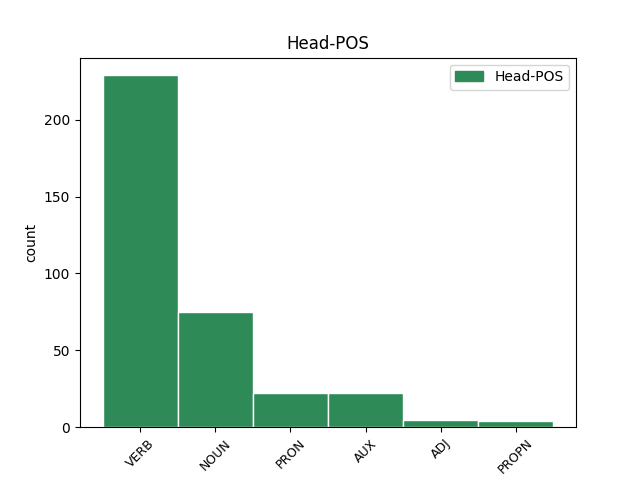 Head-POS
Head-POS
200
150
100
50
0
count
VERB
NOUN
PRON
AUX
ADJ
PROPN